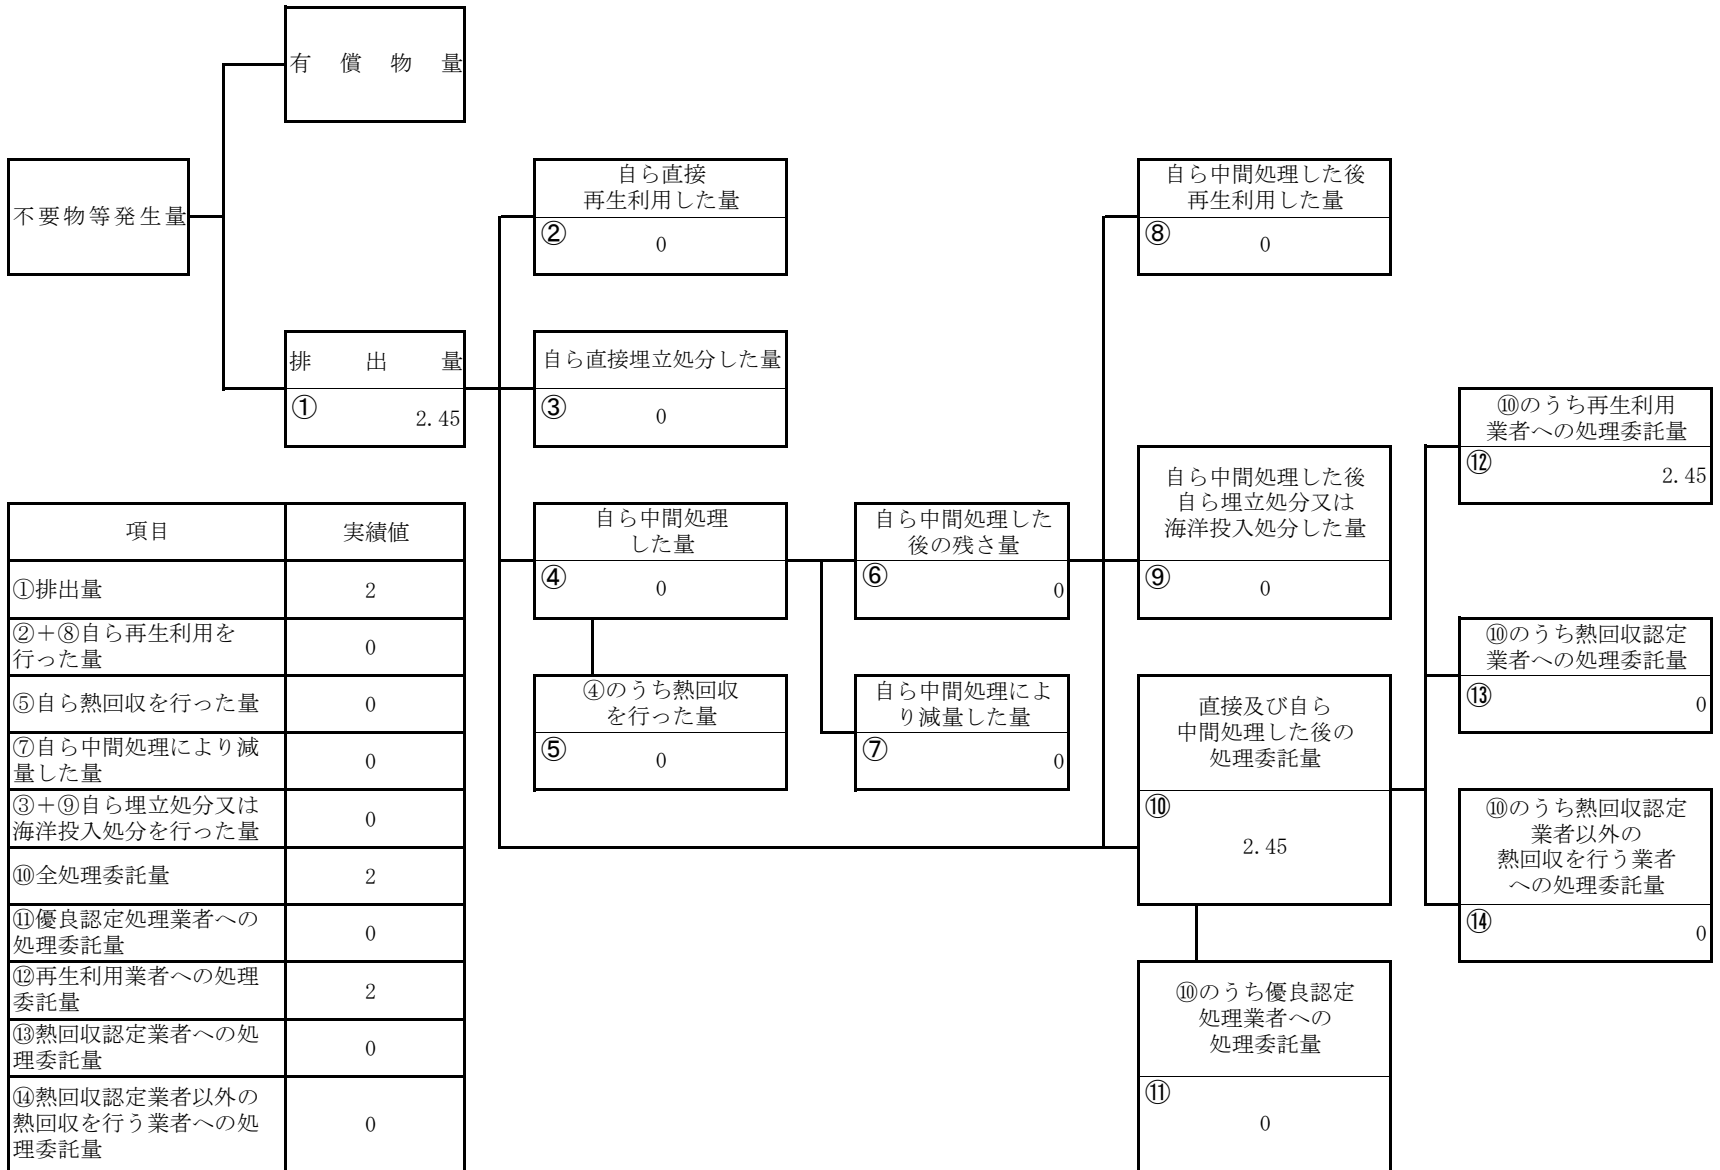 有償物量
不要物等発生量
自ら直接
再生利用した量
② 0
自ら中間処理した後
再生利用した量
⑧ 0
排出量
① 2.45
自ら直接埋立処分した量
③ 0
⑩のうち再生利用
業者への処理委託量
⑫ 2.45
自ら中間処理
した量
④ 0
自ら中間処理した
後の残さ量
⑥ 0
自ら中間処理した後
自ら埋立処分又は
海洋投入処分した量
⑨ 0
⑩のうち熱回収認定
業者への処理委託量
⑬ 0
④のうち熱回収
を行った量
⑤ 0
自ら中間処理によ
り減量した量
⑦ 0
直接及び自ら
中間処理した後の
処理委託量
⑩
2.45
⑩のうち熱回収認定
業者以外の
熱回収を行う業者
への処理委託量
⑭ 0
⑩のうち優良認定
処理業者への
処理委託量
⑪
0
項目 実績値
①排出量 2
②+⑧自ら再生利用を
行った量 0
⑤自ら熱回収を行った量 0
⑦自ら中間処理により減
量した量 0
③+⑨自ら埋立処分又は
海洋投入処分を行った量 0
⑩全処理委託量 2
⑪優良認定処理業者への
処理委託量 0
⑫再生利用業者への処理
委託量 2
⑬熱回収認定業者への処
理委託量 0
⑭熱回収認定業者以外の
熱回収を行う業者への処 0
理委託量